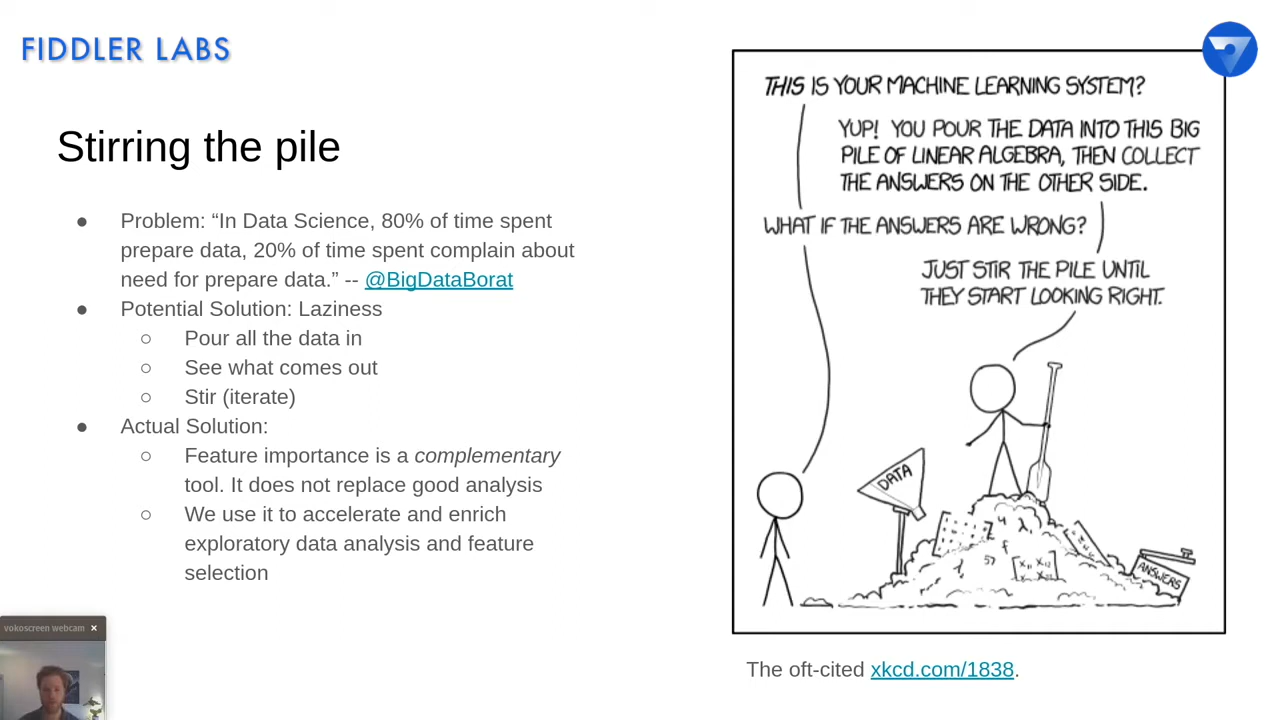 FIDDLER LABS
Stirring the pile
● Problem: “In Data Science, 80% of time spent
prepare data, 20% of time spent complain about
need for prepare data.” -- @BigDataBorat
● Potential Solution: Laziness
○ Pour all the data in
○ See what comes out
○ Stir (iterate)
● Actual Solution:
○ Feature importance is a complementary
tool. It does not replace good analysis
○ We use it to accelerate and enrich
exploratory data analysis and feature
selection
THIS IS YOUR MACHINE LEARNING SYSTEM?
YUP! YOU POUR THE DATA INTO THIS BIG
PILE OF LINEAR ALGEBRA, THEN COLLECT
THE ANSWERS ON THE OTHER SIDE.
WHAT IF THE ANSWERS ARE WRONG?
JUST STIR THE PILE UNTIL
THEY START LOOKING RIGHT.
DATA
ANSWERS
The oft-cited xkcd.com/1838.
vokoscreen webcam ×